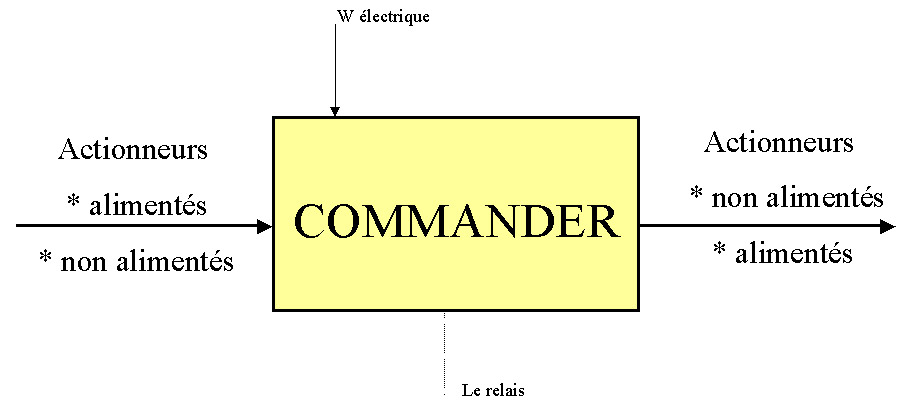 W électrique
Actionneurs
* alimentés
* non alimentés
COMMANDER
Actionneurs
* non alimentés
* alimentés
Le relais